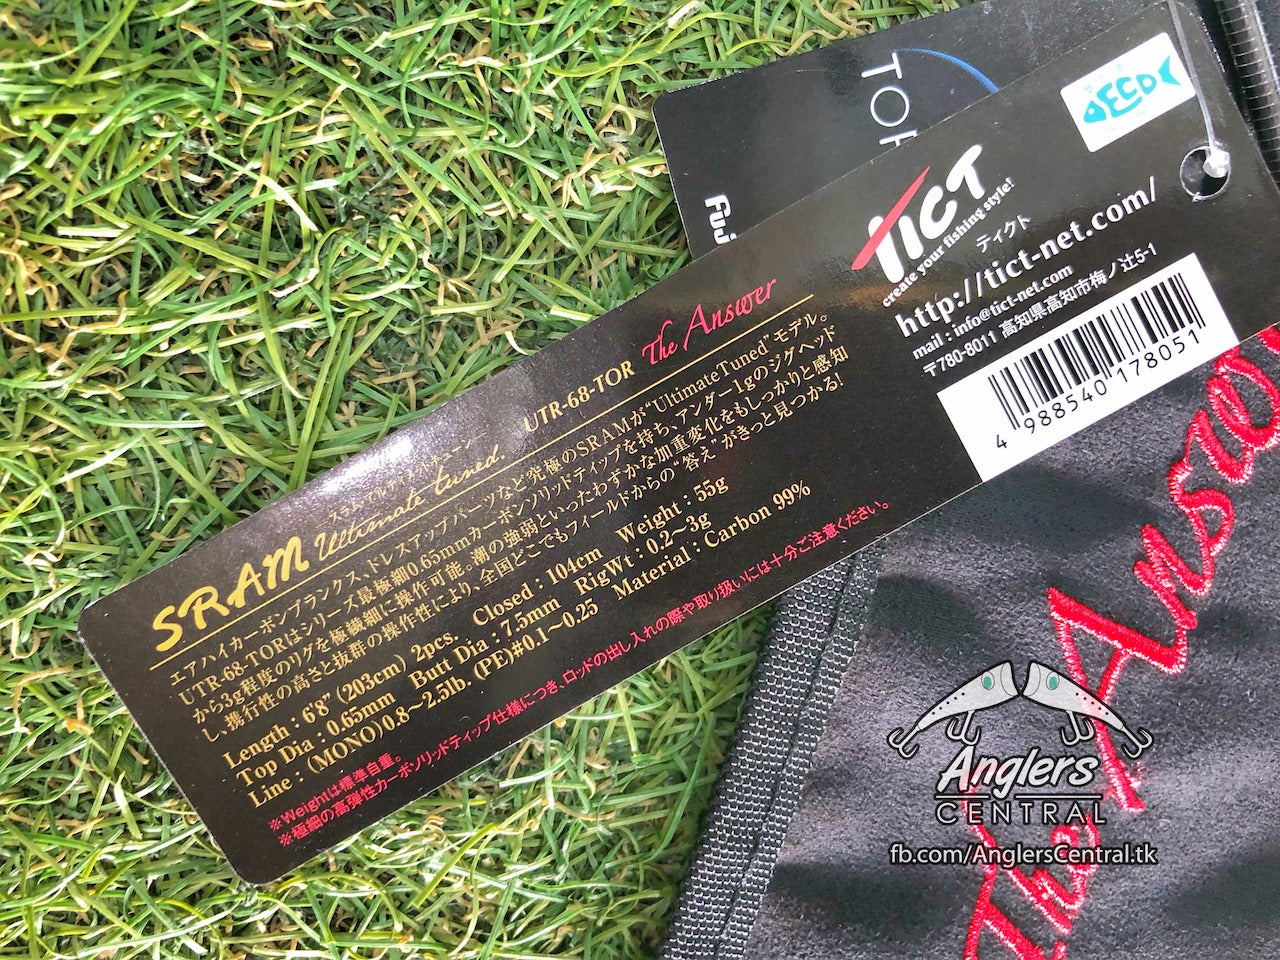 TOR
Fuji
DECO
TICT
create your fishing style!
ティクト
http://tict-net.com/
mail : info@tict-net.com
〒780-8011 高知県高知市梅ノ辻5-1
4 988540 178051
スラム アルティメットチューン
SRAM Ultimate tuned. UTR-68-TOR The Answer
エアハイカーボンブランクス、ドレスアップパーツなど究極のSRAMが“UltimateTuned”モデル。
UTR-68-TORはシリーズ最極細0.65mmカーボンソリッドティップを持ち、アンダー1gのジグヘッド
から3g程度のリグを極繊細に操作可能。潮の強弱といったわずかな加重変化をもしっかりと感知
し、携行性の高さと抜群の操作性により、全国どこでもフィールドからの“答え”がきっと見つかる!
Length : 6'8" (203cm) 2pcs. Closed : 104cm Weight : 55g
Top Dia : 0.65mm Butt Dia : 7.5mm RigWt : 0.2~3g
Line : (MONO)0.8~2.5lb. (PE)#0.1~0.25 Material : Carbon 99%
※Weightは標準自重。
※極細の高弾性カーボンソリッドティップ仕様につき、ロッドの出し入れの際や取り扱いには十分ご注意ください。
The Answer
Anglers
CENTRAL
fb.com/AnglersCentral.tk